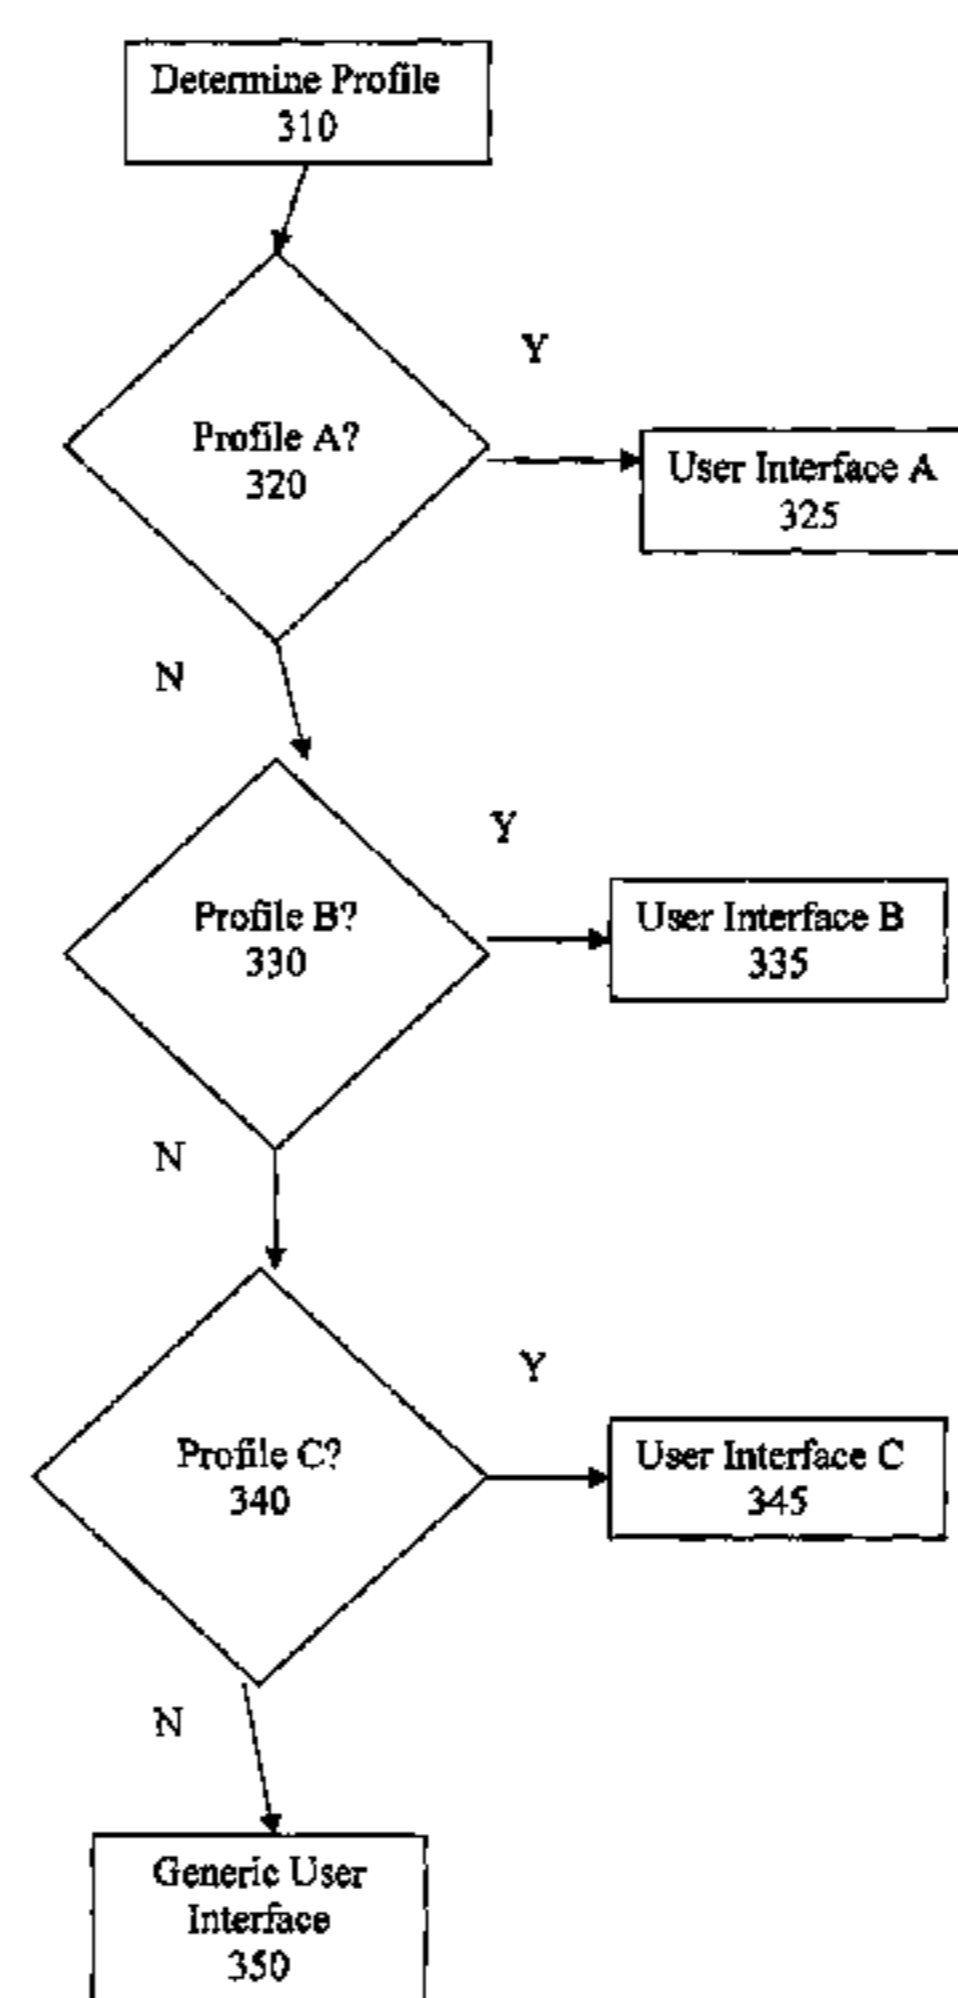 Determine Profile
310
Y
Profile A?
320
User Interface A
325
N
Y
Profile B?
330
User Interface B
335
N
Y
Profile C?
340
User Interface C
345
N
Generic User
Interface
350